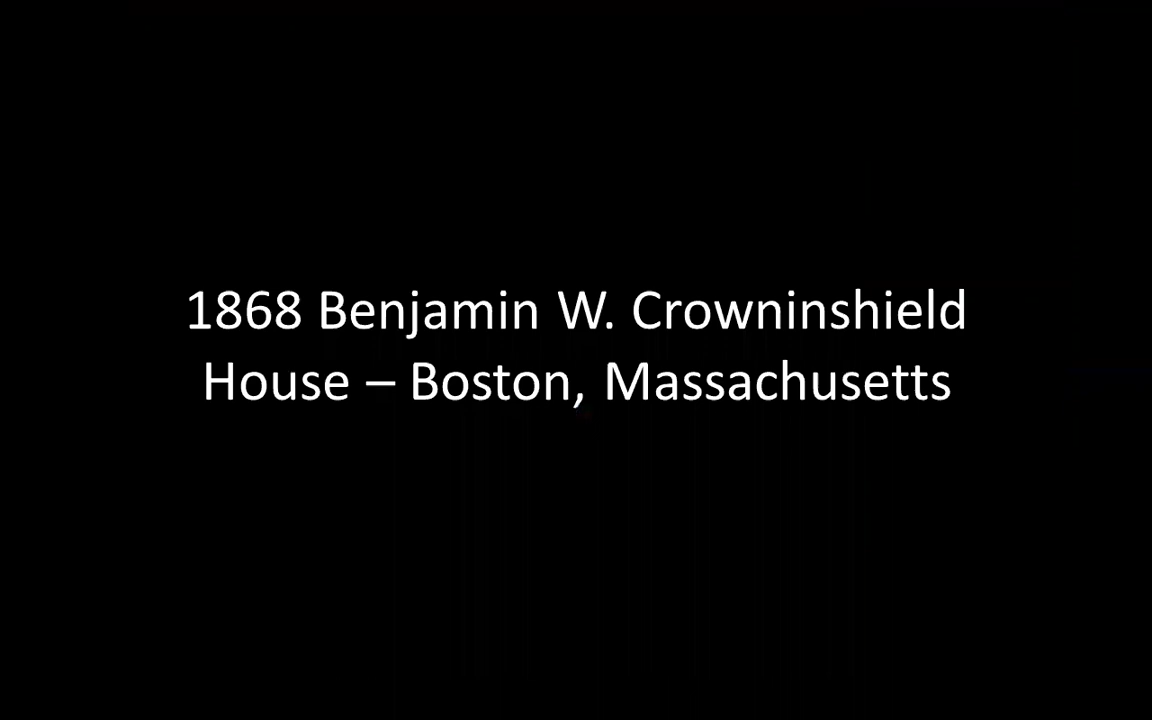 1868 Benjamin W. Crowninshield
House – Boston, Massachusetts